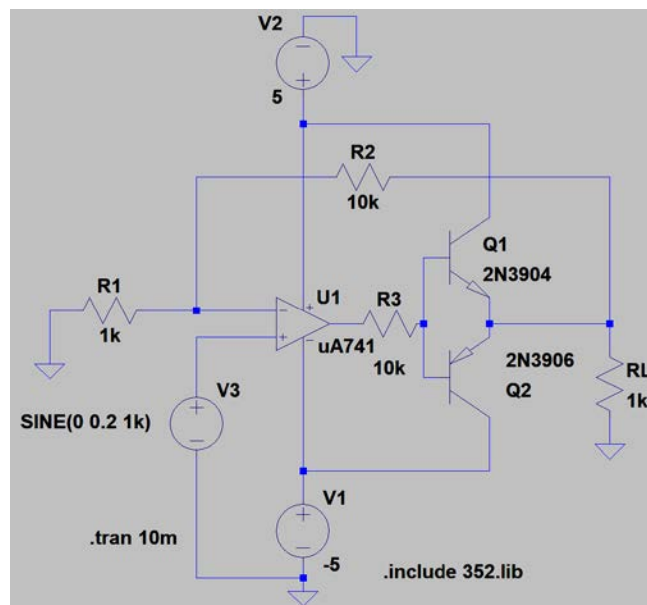 V2
5
R2
10k
Q1
2N3904
R1
1k
U1
uA741
R3
10k
2N3906
Q2
RL
1k
V3
SINE(0 0.2 1k)
V1
-5
.tran 10m
.include 352.lib